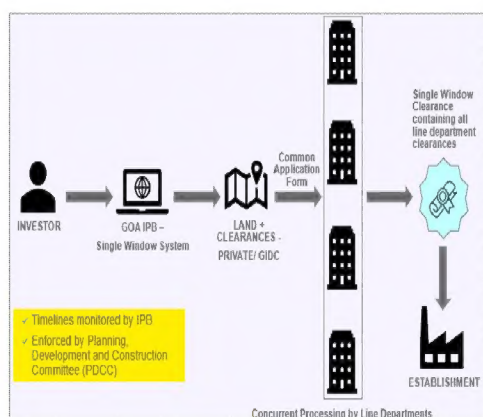 INVESTOR
GOA IPB –
Single Window System
LAND +
CLEARANCES -
PRIVATE/ GIDC
Common
Application
Form
Single Window
Clearance
containing all
line department
clearances
ESTABLISHMENT
✓ Timelines monitored by IPB
✓ Enforced by Planning,
Development and Construction
Committee (PDCC)
Concurrent Processing by Line Departments